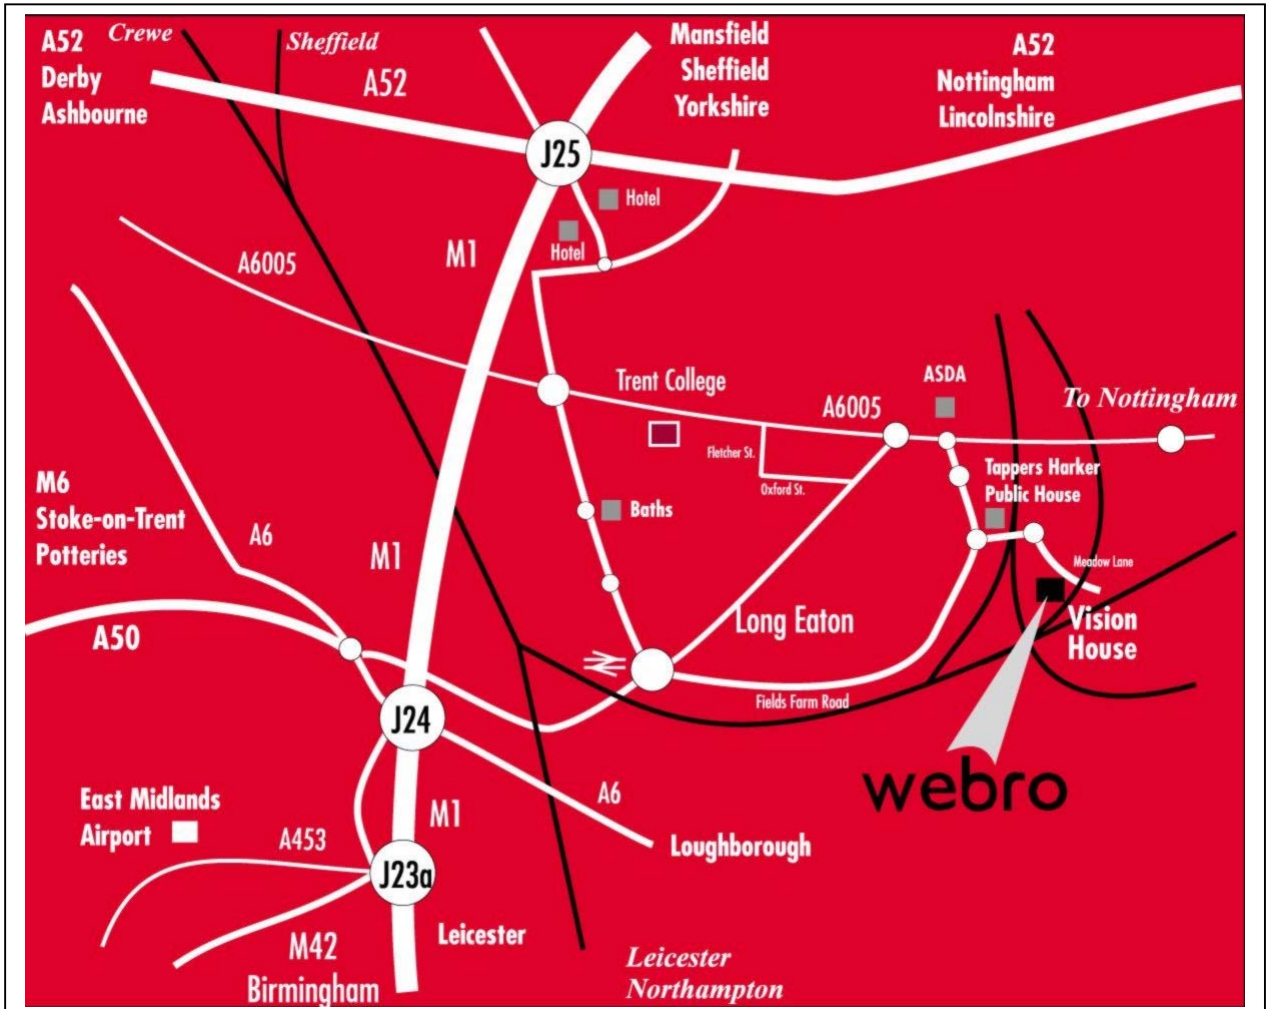 A52
Derby
Ashbourne
Crewe
Sheffield
A52
Mansfield
Sheffield
Yorkshire
A52
Nottingham
Lincolnshire
J25
Hotel
Hotel
M1
A6005
Trent College
ASDA
A6005
To Nottingham
Fletcher St.
Oxford St.
Tappers Harker
Public House
M6
Stoke-on-Trent
Potteries
A6
Baths
M1
Meadow Lane
A50
Long Eaton
Vision
House
Fields Farm Road
J24
webro
East Midlands
Airport
M1
A6
A453
Loughborough
J23a
M42
Birmingham
Leicester
Leicester
Northampton